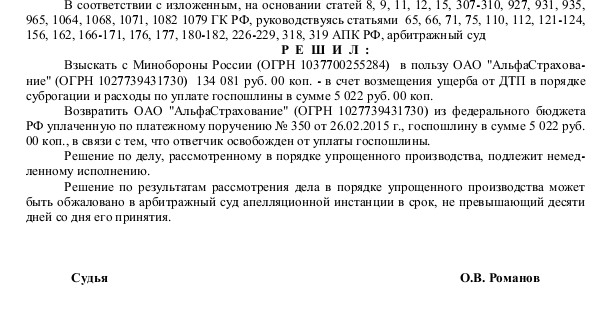 В соответствии с изложенным, на основании статей 8, 9, 11, 12, 15, 307-310, 927, 931, 935,
965, 1064, 1068, 1071, 1082 1079 ГК РФ, руководствуясь статьями 65, 66, 71, 75, 110, 112, 121-124,
156, 162, 166-171, 176, 177, 180-182, 226-229, 318, 319 АПК РФ, арбитражный суд
Р Е Ш И Л :
Взыскать с Минобороны России (ОГРН 1037700255284) в пользу ОАО "АльфаСтрахова-
ние" (ОГРН 1027739431730) 134 081 руб. 00 коп. - в счет возмещения ущерба от ДТП в порядке
суброгации и расходы по уплате госпошлины в сумме 5 022 руб. 00 коп.
Возвратить ОАО "АльфаСтрахование" (ОГРН 1027739431730) из федерального бюджета
РФ уплаченную по платежному поручению № 350 от 26.02.2015 г., госпошлину в сумме 5 022 руб.
00 коп., в связи с тем, что ответчик освобожден от уплаты госпошлины.
Решение по делу, рассмотренному в порядке упрощенного производства, подлежит немед-
ленному исполнению.
Решение по результатам рассмотрения дела в порядке упрощенного производства может
быть обжаловано в арбитражный суд апелляционной инстанции в срок, не превышающий десяти
дней со дня его принятия.
Судья О.В. Романов